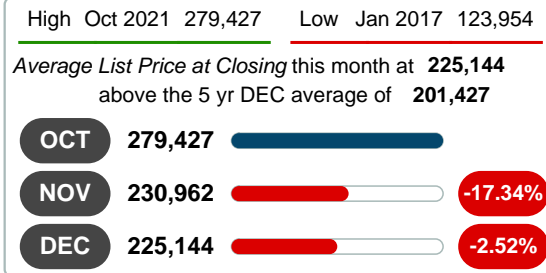 High Oct 2021 279,427 Low Jan 2017 123,954
Average List Price at Closing this month at 225,144
above the 5 yr DEC average of 201,427
OCT 279,427
NOV 230,962 -17.34%
DEC 225,144 -2.52%